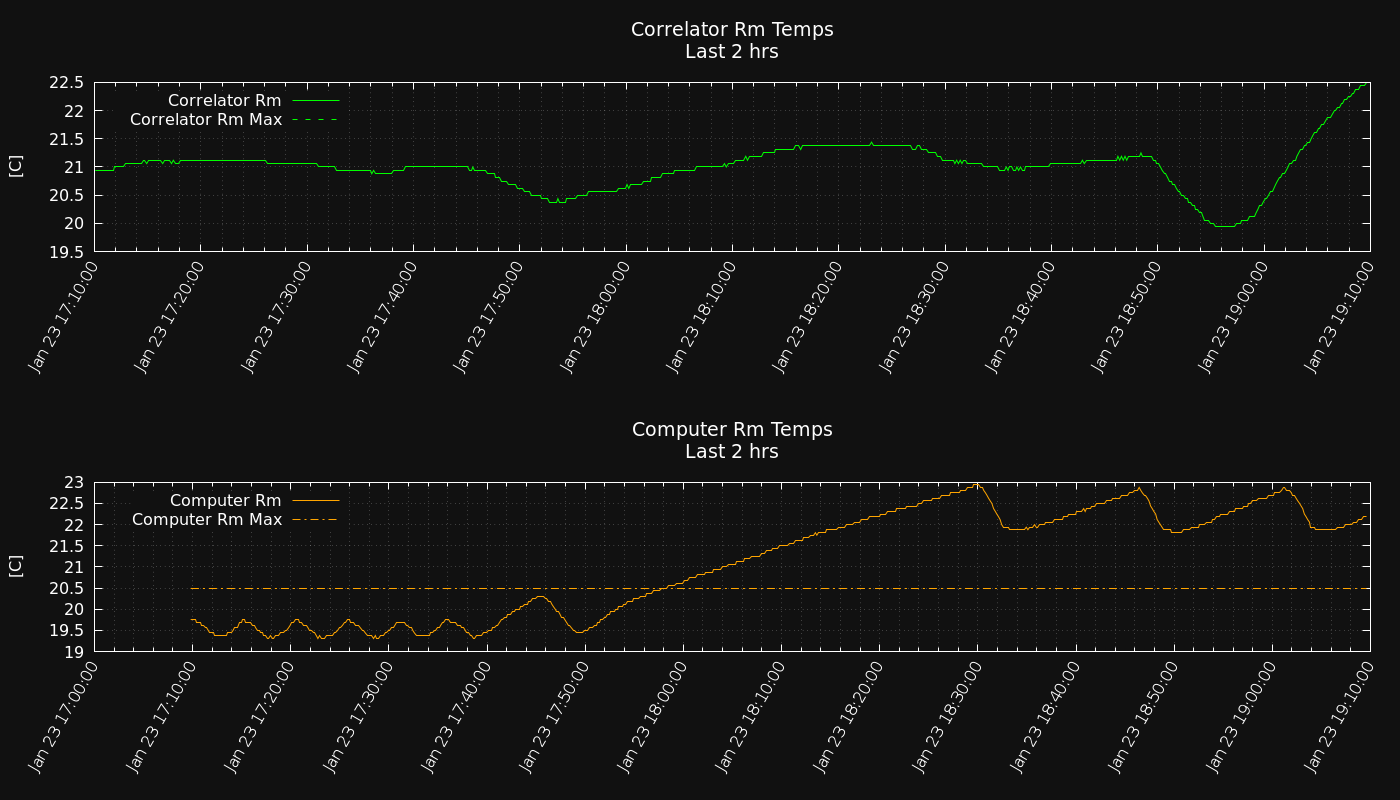 Correlator Rm Temps
Last 2 hrs
22.5
22
21.5
21
20.5
20
19.5
[C]
Correlator Rm
Correlator Rm Max
Jan 23 17:10:00
Jan 23 17:20:00
Jan 23 17:30:00
Jan 23 17:40:00
Jan 23 17:50:00
Jan 23 18:00:00
Jan 23 18:10:00
Jan 23 18:20:00
Jan 23 18:30:00
Jan 23 18:40:00
Jan 23 18:50:00
Jan 23 19:00:00
Jan 23 19:10:00
Computer Rm Temps
Last 2 hrs
23
22.5
22
21.5
21
20.5
20
19.5
19
[C]
Computer Rm
Computer Rm Max
Jan 23 17:00:00
Jan 23 17:10:00
Jan 23 17:20:00
Jan 23 17:30:00
Jan 23 17:40:00
Jan 23 17:50:00
Jan 23 18:00:00
Jan 23 18:10:00
Jan 23 18:20:00
Jan 23 18:30:00
Jan 23 18:40:00
Jan 23 18:50:00
Jan 23 19:00:00
Jan 23 19:10:00